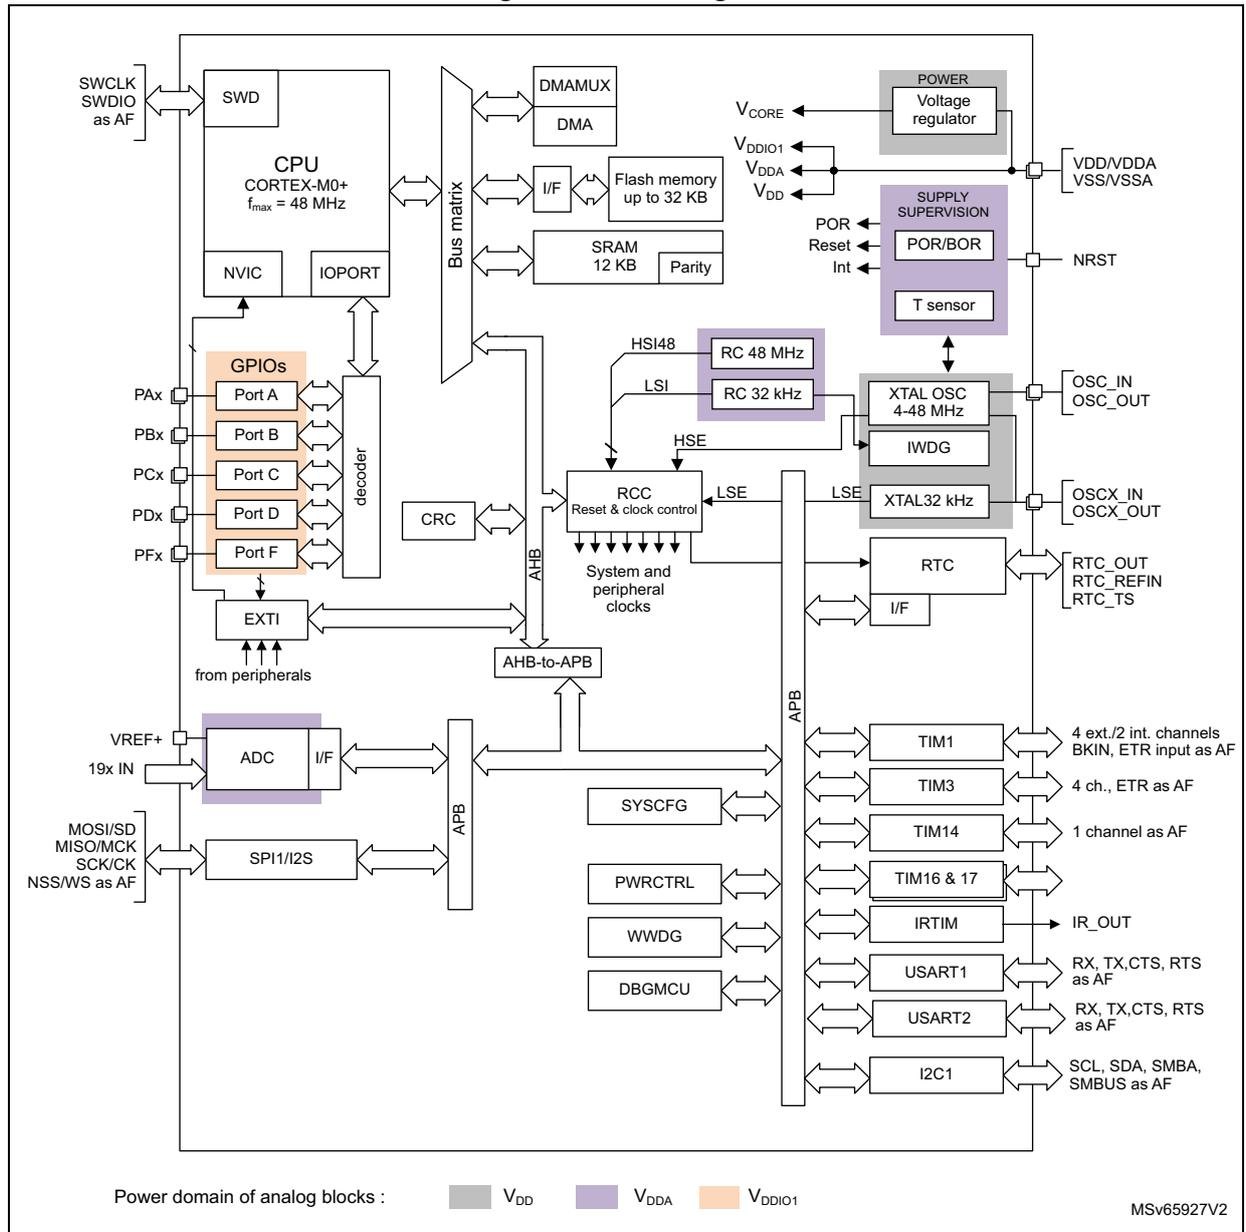 SWCLK
SWDIO
as AF
SWD
CPU
CORTEX-M0+
fmax = 48 MHz
NVIC
IOPORT
Bus matrix
DMAMUX
DMA
I/F
Flash memory
up to 32 KB
SRAM
12 KB
Parity
POWER
Voltage
regulator
VCORE
VDDIO1
VDDA
VDD
VDD/VDDA
VSS/VSSA
SUPPLY
SUPERVISION
POR
Reset
Int
POR/BOR
T sensor
NRST
GPIOs
PAx
Port A
PBx
Port B
PCx
Port C
PDx
Port D
PFx
Port F
decoder
EXTI
from peripherals
HSI48
RC 48 MHz
LSI
RC 32 kHz
HSE
XTAL OSC
4-48 MHz
IWDG
XTAL32 kHz
LSE
LSE
OSC_IN
OSC_OUT
OSCX_IN
OSCX_OUT
CRC
AHB
RCC
Reset & clock control
System and
peripheral
clocks
RTC
I/F
RTC_OUT
RTC_REFIN
RTC_TS
AHB-to-APB
APB
VREF+
19x IN
ADC
I/F
MOSI/SD
MISO/MCK
SCK/CK
NSS/WS as AF
SPI1/I2S
APB
SYSCFG
PWRCTRL
WWDG
DBGMCU
TIM1
4 ext./2 int. channels
BKIN, ETR input as AF
TIM3
4 ch., ETR as AF
TIM14
1 channel as AF
TIM16 & 17
IRTIM
IR_OUT
USART1
RX, TX,CTS, RTS
as AF
USART2
RX, TX,CTS, RTS
as AF
I2C1
SCL, SDA, SMBA,
SMBUS as AF
Power domain of analog blocks :
VDD
VDDA
VDDIO1
MSv65927V2